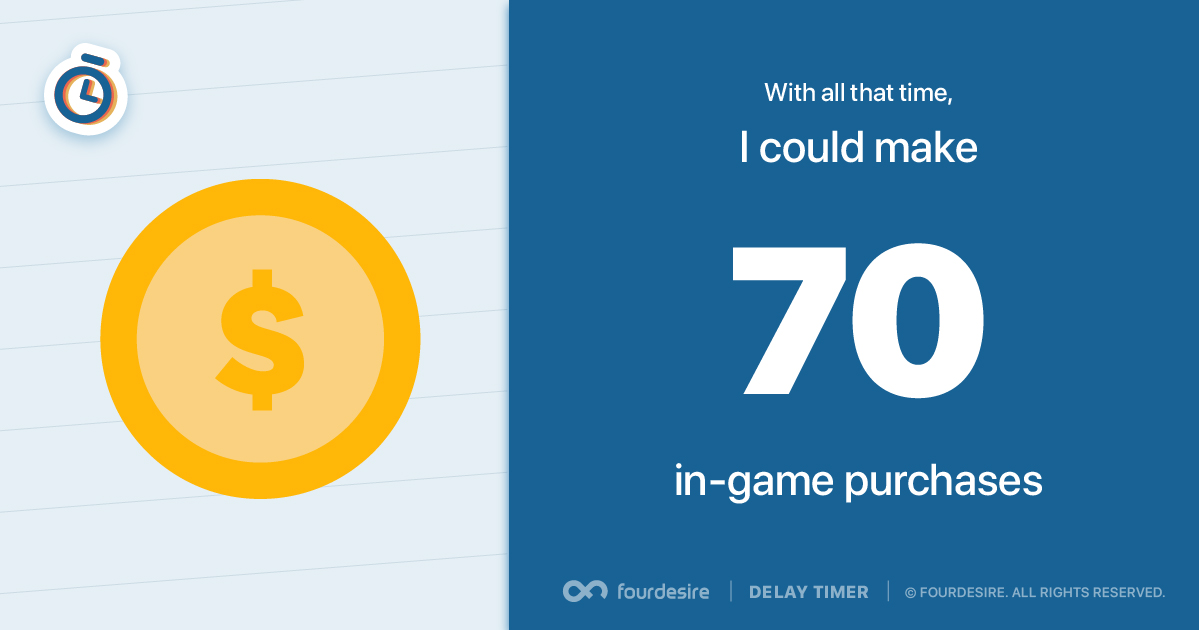 With all that time,
I could make
70
in-game purchases
$
fourdesire | DELAY TIMER | © FOURDESIRE. ALL RIGHTS RESERVED.